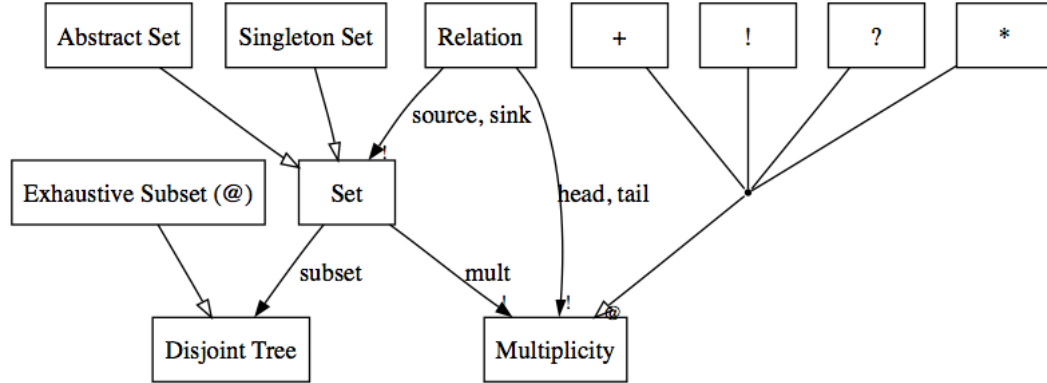 Abstract Set
Singleton Set
Relation
+
!
?
*
source, sink
!
Exhaustive Subset (@)
Set
head, tail
subset
mult
!
!
@
Disjoint Tree
Multiplicity